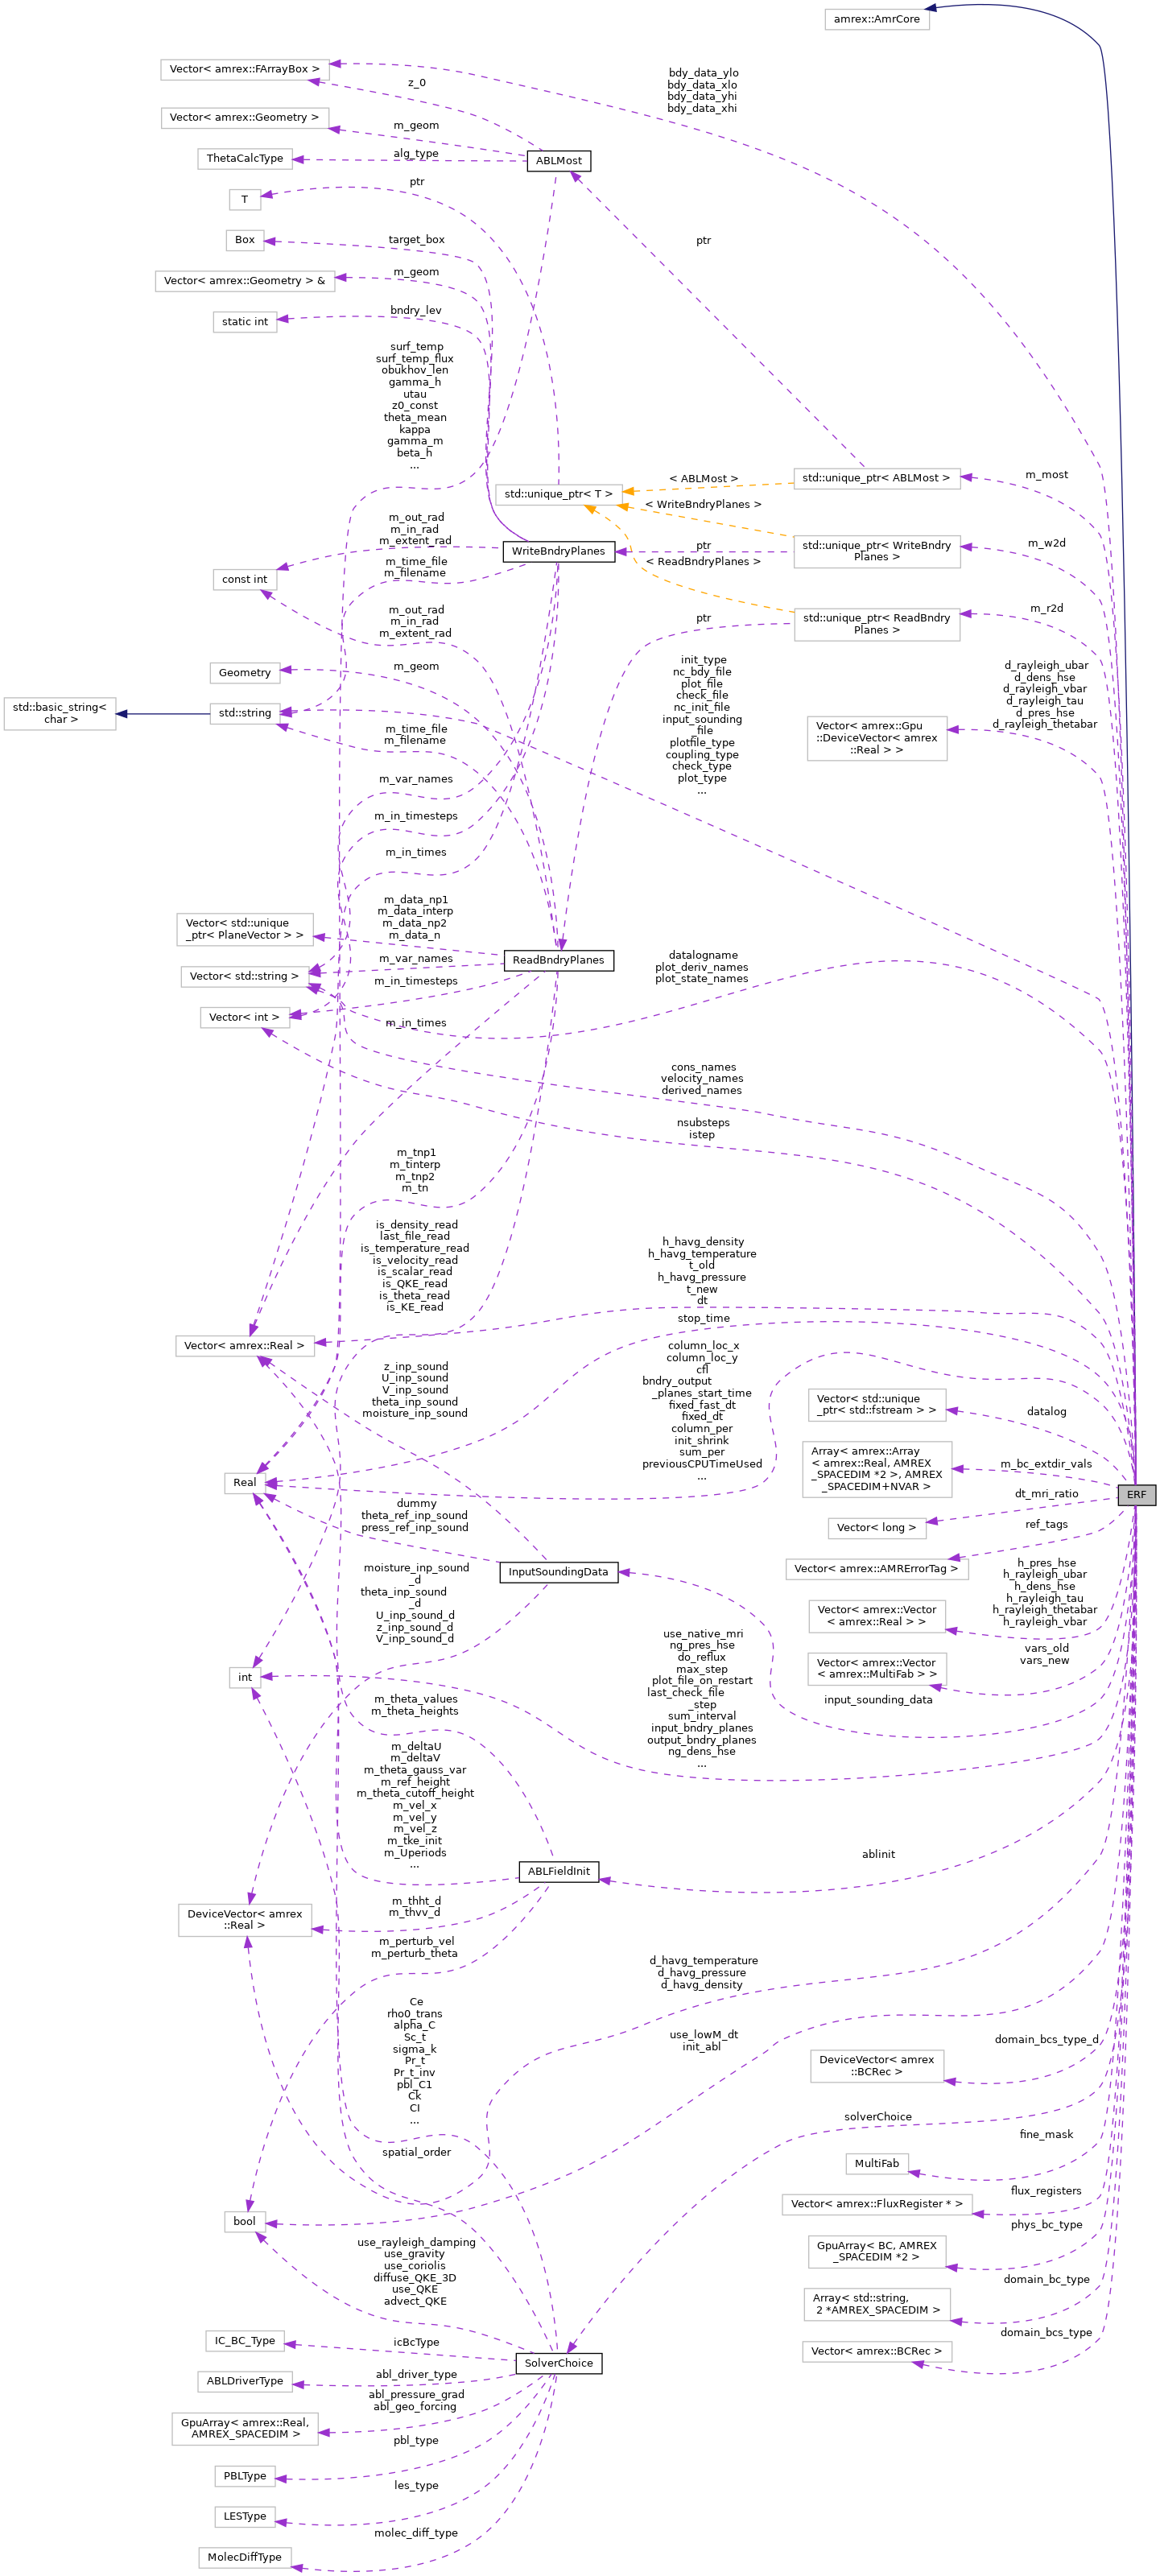 amrex::AmrCore
Vector< amrex::FArrayBox >
z_0
bdy_data_ylo
bdy_data_xlo
bdy_data_yhi
bdy_data_xhi
Vector< amrex::Geometry >
m_geom
ThetaCalcType
alg_type
ABLMost
ptr
T
Box
target_box
ptr
Vector< amrex::Geometry > &
m_geom
static int
bndry_lev
surf_temp
surf_temp_flux
obukhov_len
gamma_h
utau
z0_const
theta_mean
kappa
gamma_m
beta_h
...
std::unique_ptr< T >
< ABLMost >
std::unique_ptr< ABLMost >
m_most
< WriteBndryPlanes >
m_out_rad
m_in_rad
m_extent_rad
WriteBndryPlanes
ptr
std::unique_ptr< WriteBndry
Planes >
m_w2d
< ReadBndryPlanes >
m_time_file
m_filename
const int
m_out_rad
m_in_rad
m_extent_rad
ptr
std::unique_ptr< ReadBndry
Planes >
m_r2d
Geometry
m_geom
init_type
nc_bdy_file
plot_file
check_file
nc_init_file
input_sounding
_file
plotfile_type
coupling_type
check_type
plot_type
...
d_rayleigh_ubar
d_dens_hse
d_rayleigh_vbar
d_rayleigh_tau
d_pres_hse
d_rayleigh_thetabar
std::basic_string<
char >
std::string
m_time_file
m_filename
Vector< amrex::Gpu
::DeviceVector< amrex
::Real > >
m_var_names
m_in_timesteps
m_in_times
Vector< std::unique
_ptr< PlaneVector > >
m_data_np1
m_data_interp
m_data_np2
m_data_n
ReadBndryPlanes
Vector< std::string >
m_var_names
m_in_timesteps
datalogname
plot_deriv_names
plot_state_names
Vector< int >
m_in_times
cons_names
velocity_names
derived_names
nsubsteps
istep
m_tnp1
m_tinterp
m_tnp2
m_tn
is_density_read
last_file_read
is_temperature_read
is_velocity_read
is_scalar_read
is_QKE_read
is_theta_read
is_KE_read
h_havg_density
h_havg_temperature
t_old
h_havg_pressure
t_new
dt
stop_time
Vector< amrex::Real >
z_inp_sound
U_inp_sound
V_inp_sound
theta_inp_sound
moisture_inp_sound
column_loc_x
column_loc_y
cfl
bndry_output
_planes_start_time
fixed_fast_dt
fixed_dt
column_per
init_shrink
sum_per
previousCPUTimeUsed
...
Vector< std::unique
_ptr< std::fstream > >
datalog
Array< amrex::Array
< amrex::Real, AMREX
_SPACEDIM *2 >, AMREX
_SPACEDIM+NVAR >
m_bc_extdir_vals
Real
ERF
dummy
theta_ref_inp_sound
press_ref_inp_sound
Vector< long >
dt_mri_ratio
ref_tags
Vector< amrex::AMRErrorTag >
InputSoundingData
moisture_inp_sound
_d
theta_inp_sound
_d
U_inp_sound_d
z_inp_sound_d
V_inp_sound_d
h_pres_hse
h_rayleigh_ubar
h_dens_hse
h_rayleigh_tau
h_rayleigh_thetabar
h_rayleigh_vbar
Vector< amrex::Vector
< amrex::Real > >
use_native_mri
ng_pres_hse
do_reflux
max_step
plot_file_on_restart
last_check_file
_step
sum_interval
input_bndry_planes
output_bndry_planes
ng_dens_hse
...
vars_old
vars_new
Vector< amrex::Vector
< amrex::MultiFab > >
input_sounding_data
int
m_theta_values
m_theta_heights
m_deltaU
m_deltaV
m_theta_gauss_var
m_ref_height
m_theta_cutoff_height
m_vel_x
m_vel_y
m_vel_z
m_tke_init
m_Uperiods
...
ABLFieldInit
ablinit
DeviceVector< amrex
::Real >
m_thht_d
m_thvv_d
m_perturb_vel
m_perturb_theta
d_havg_temperature
d_havg_pressure
d_havg_density
Ce
rho0_trans
alpha_C
Sc_t
sigma_k
Pr_t
Pr_t_inv
pbl_C1
Ck
CI
...
use_lowM_dt
init_abl
DeviceVector< amrex
::BCRec >
domain_bcs_type_d
solverChoice
spatial_order
MultiFab
fine_mask
bool
Vector< amrex::FluxRegister * >
flux_registers
use_rayleigh_damping
use_gravity
use_coriolis
diffuse_QKE_3D
use_QKE
advect_QKE
GpuArray< BC, AMREX
_SPACEDIM *2 >
phys_bc_type
Array< std::string,
2 *AMREX_SPACEDIM >
domain_bc_type
IC_BC_Type
icBcType
SolverChoice
Vector< amrex::BCRec >
domain_bcs_type
ABLDriverType
abl_driver_type
GpuArray< amrex::Real,
AMREX_SPACEDIM >
abl_pressure_grad
abl_geo_forcing
PBLType
pbl_type
LESType
les_type
MolecDiffType
molec_diff_type